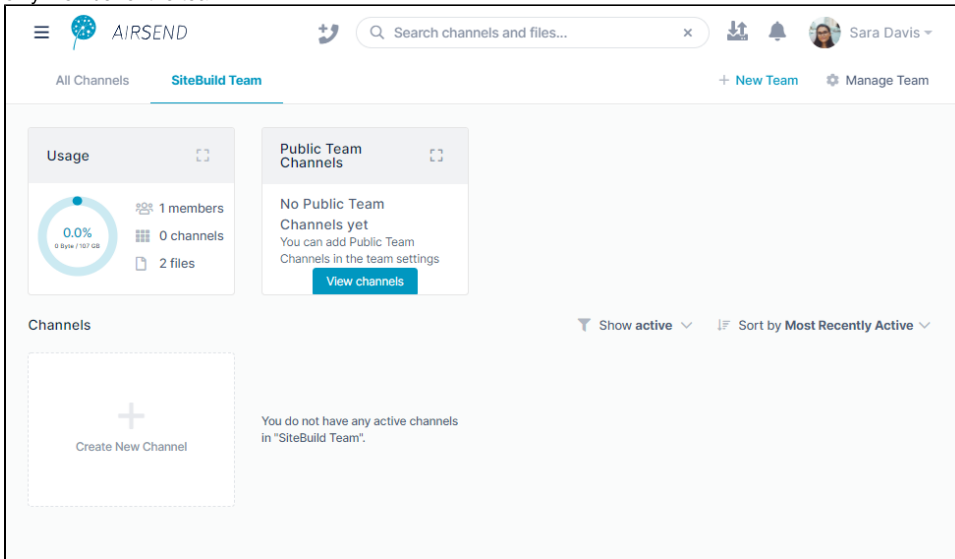 AIRSEND
Search channels and files...
Sara Davis
All Channels
SiteBuild Team
+ New Team
Manage Team
Usage
0.0%
0 Byte / 107 GB
1 members
0 channels
2 files
Public Team
Channels
No Public Team
Channels yet
You can add Public Team
Channels in the team settings
View channels
Channels
Show active
Sort by Most Recently Active
Create New Channel
You do not have any active channels
in "SiteBuild Team".